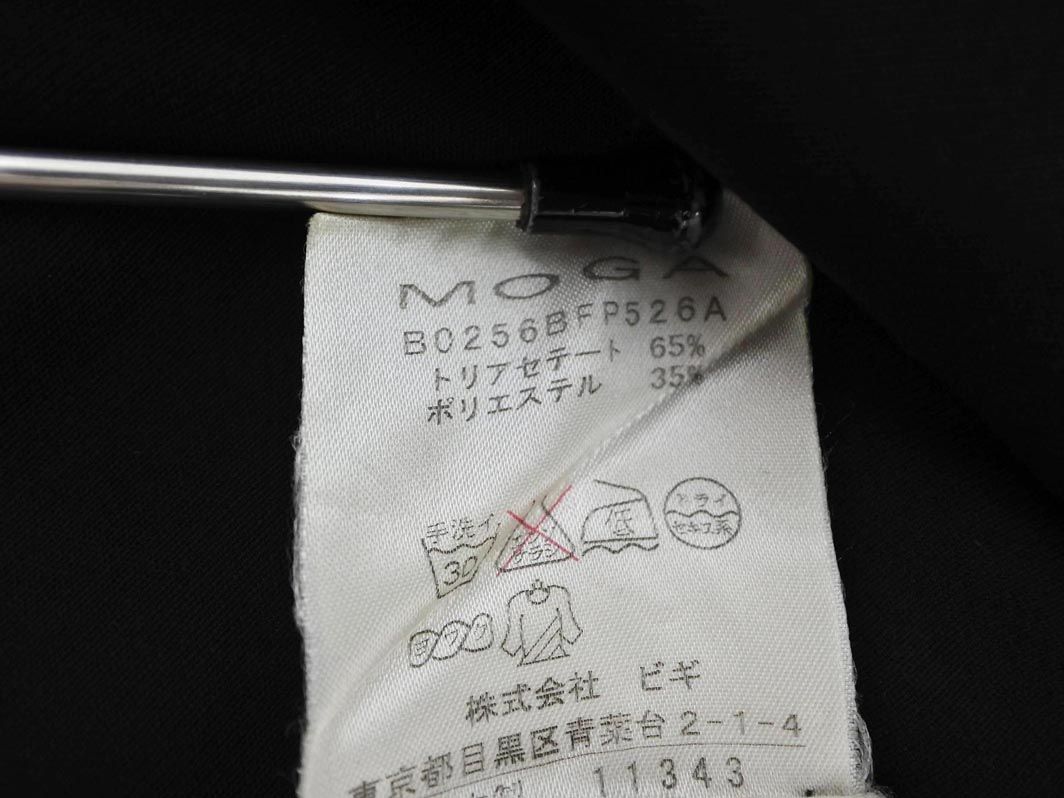 MOGA
B0256BFP526A
トリアセテート 65%
ポリエステル 35%
手洗イ
30
低
ドライ
セキユ系
株式会社 ビギ
東京都目黒区青葉台2-1-4
11343